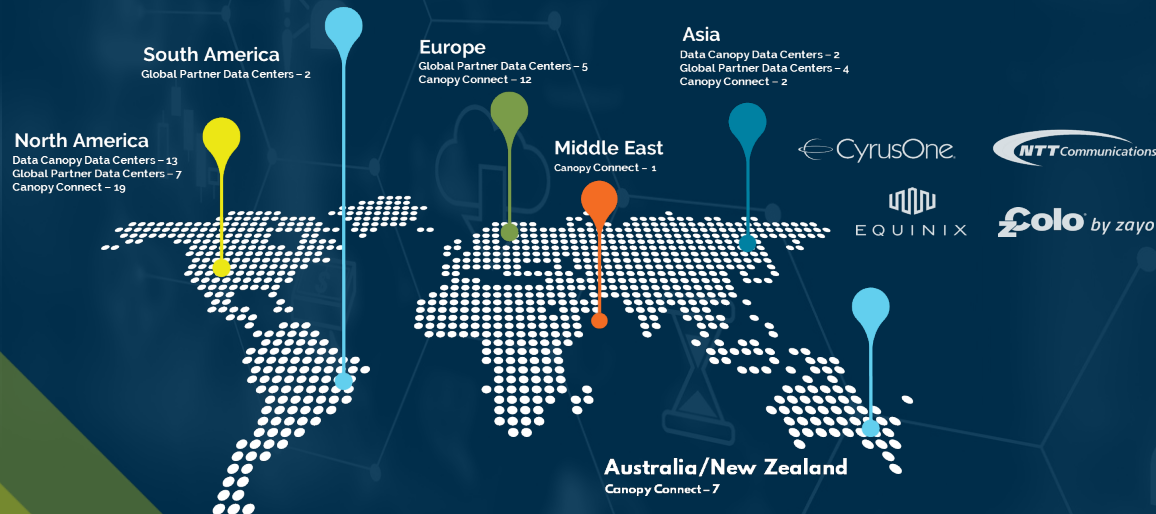 South America
Global Partner Data Centers – 2
Europe
Global Partner Data Centers – 5
Canopy Connect – 12
Asia
Data Canopy Data Centers – 2
Global Partner Data Centers – 4
Canopy Connect – 2
North America
Data Canopy Data Centers – 13
Global Partner Data Centers – 7
Canopy Connect – 19
Middle East
Canopy Connect – 1
CyrusOne
NTT Communications
EQUINIX
zColo by zayo
Australia/New Zealand
Canopy Connect – 7